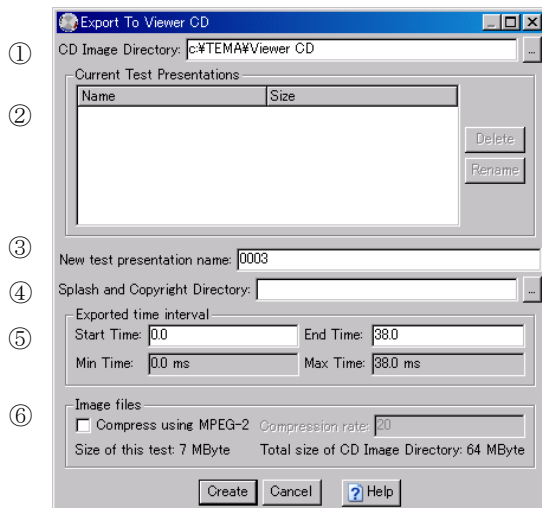 Export To Viewer CD
① CD Image Directory: c:¥TEMA¥Viewer CD ...
Current Test Presentations
② Name Size
Delete
Rename
③ New test presentation name: 0003
④ Splash and Copyright Directory: ...
Exported time interval
⑤ Start Time: 0.0 End Time: 38.0
Min Time: 0.0 ms Max Time: 38.0 ms
⑥ Image files
Compress using MPEG-2 Compression rate: 20
Size of this test: 7 MByte Total size of CD Image Directory: 64 MByte
Create Cancel ? Help